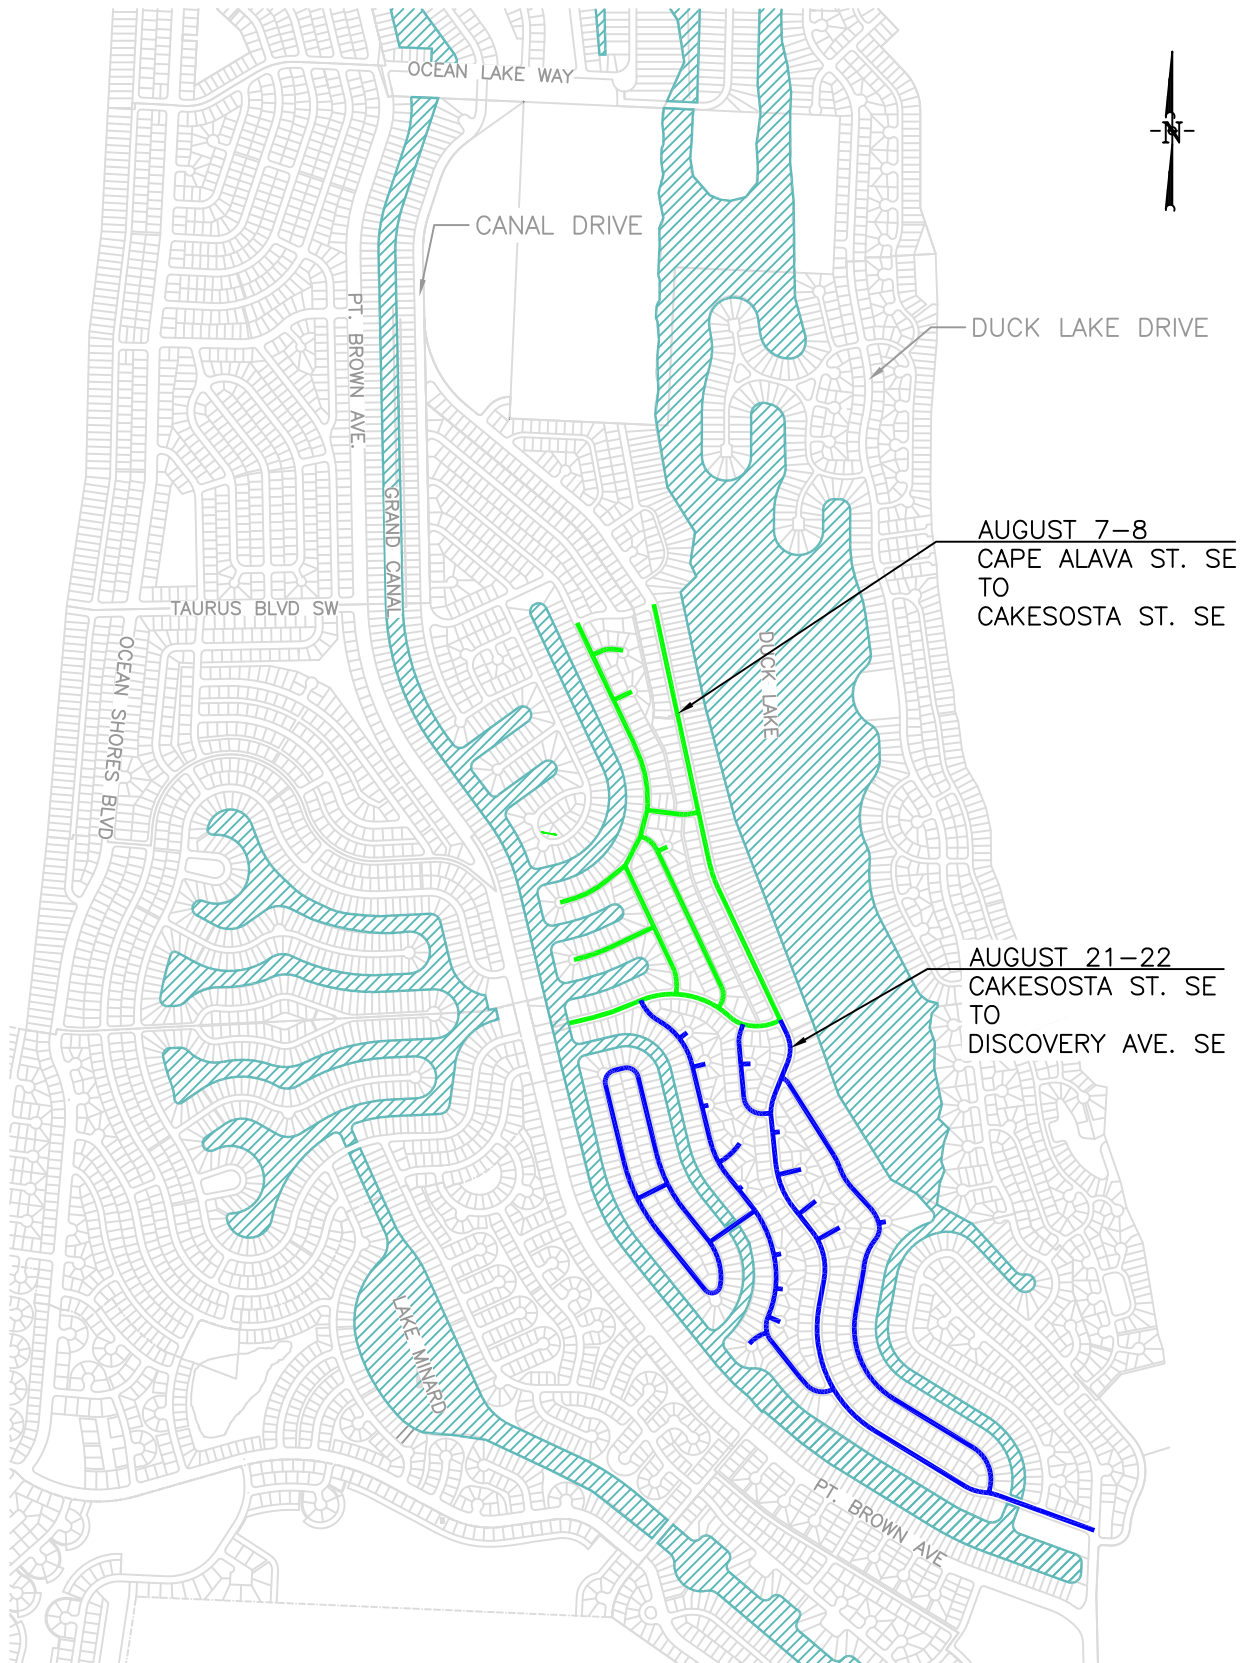 OCEAN LAKE WAY
N
CANAL DRIVE
PT. BROWN AVE.
DUCK LAKE DRIVE
GRAND CANAL
AUGUST 7-8
CAPE ALAVA ST. SE
TO
CAKESOSTA ST. SE
TAURUS BLVD SW
OCEAN SHORES BLVD
DUCK LAKE
AUGUST 21-22
CAKESOSTA ST. SE
TO
DISCOVERY AVE. SE
LAKE MINARD
PT. BROWN AVE